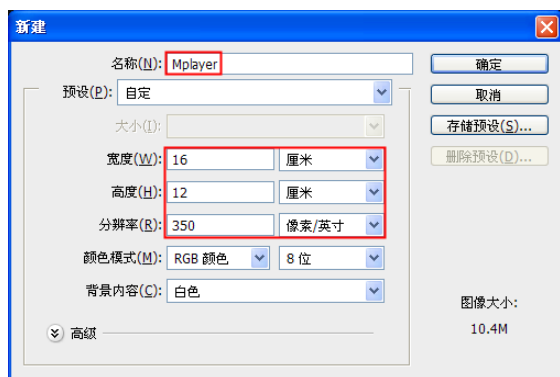 新建
名称(N): Mplayer
确定
预设(P): 自定
取消
大小(I):
存储预设(S)...
宽度(W): 16 厘米
删除预设(D)...
高度(H): 12 厘米
分辨率(R): 350 像素/英寸
颜色模式(M): RGB 颜色 8 位
背景内容(C): 白色
图像大小:
高级
10.4M